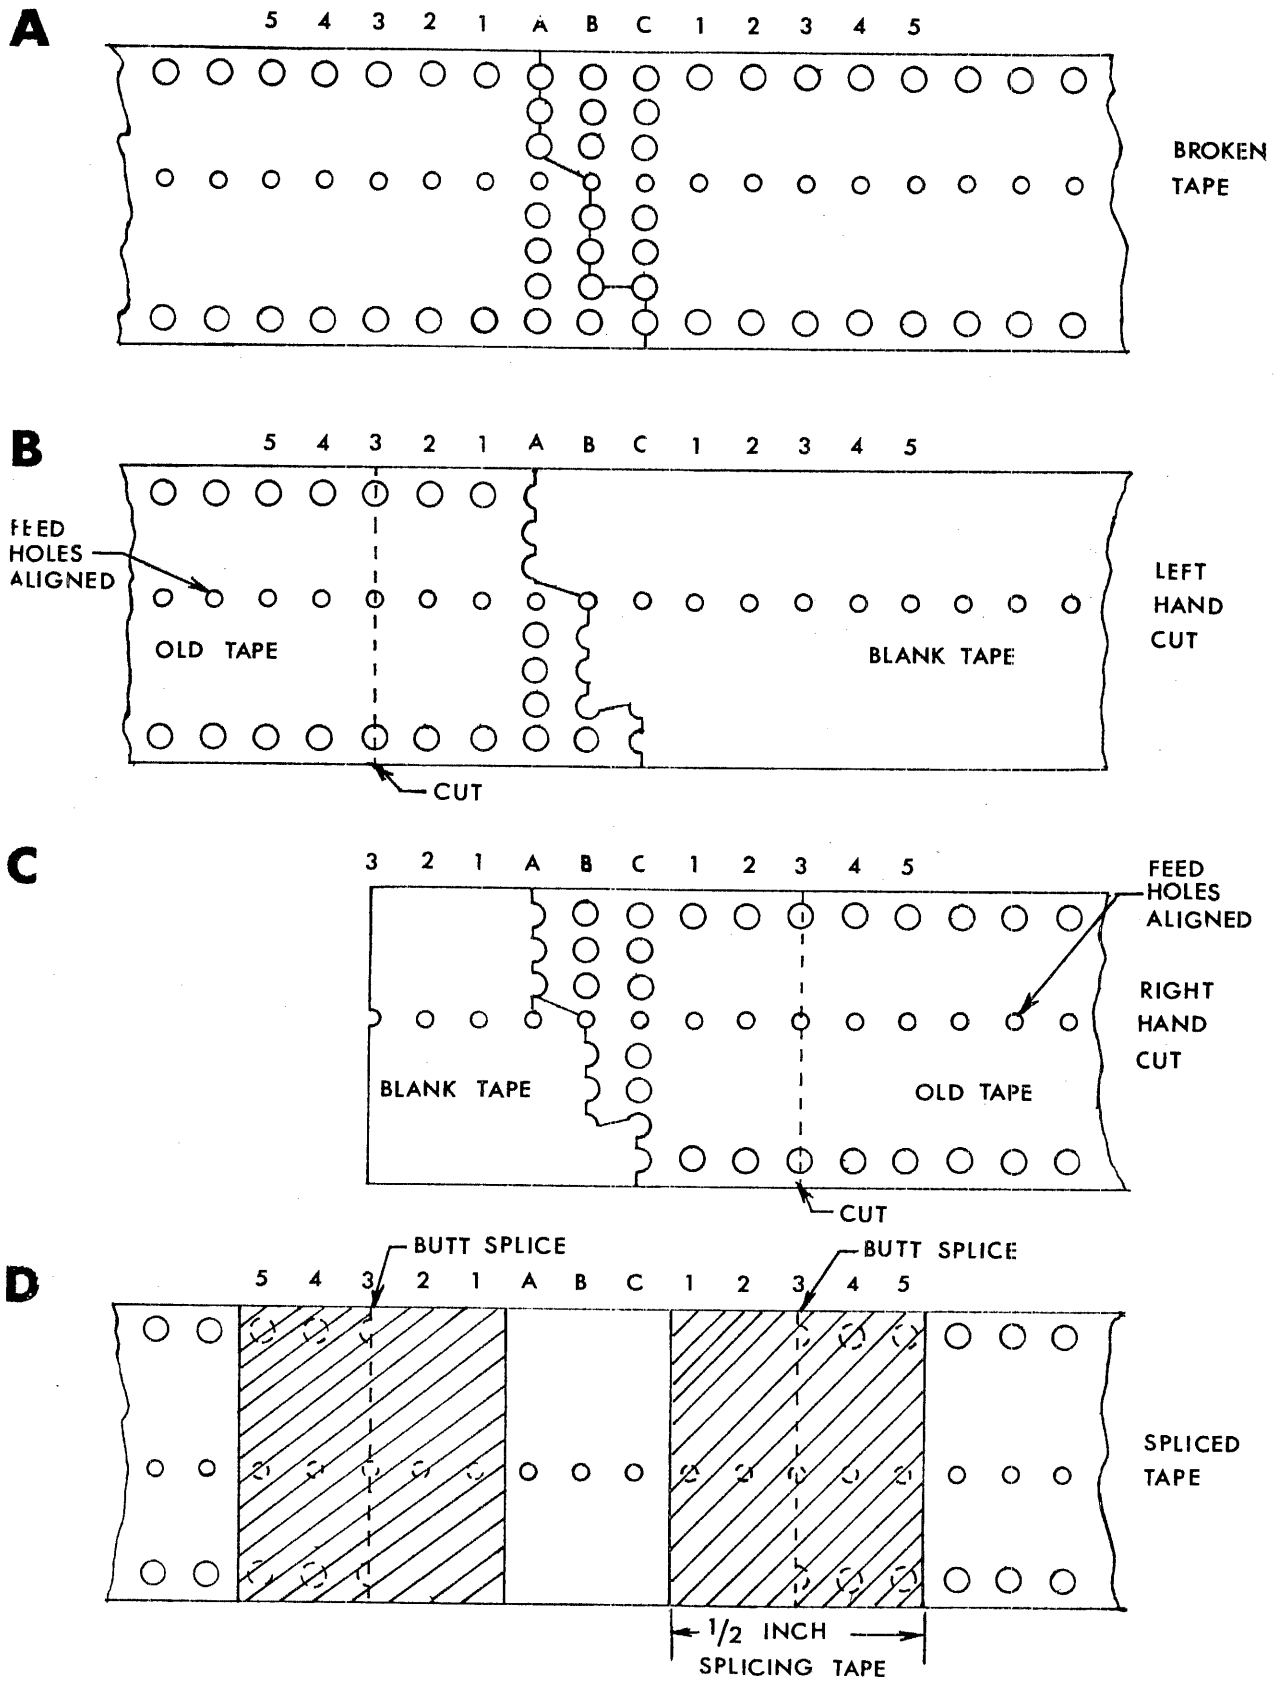 A
5 4 3 2 1 A B C 1 2 3 4 5
BROKEN
TAPE
B
5 4 3 2 1 A B C 1 2 3 4 5
FEED
HOLES
ALIGNED
OLD TAPE
BLANK TAPE
LEFT
HAND
CUT
CUT
C
3 2 1 A B C 1 2 3 4 5
FEED
HOLES
ALIGNED
BLANK TAPE
OLD TAPE
RIGHT
HAND
CUT
CUT
D
BUTT SPLICE
BUTT SPLICE
5 4 3 2 1 A B C 1 2 3 4 5
SPLICED
TAPE
1/2 INCH
SPLICING TAPE